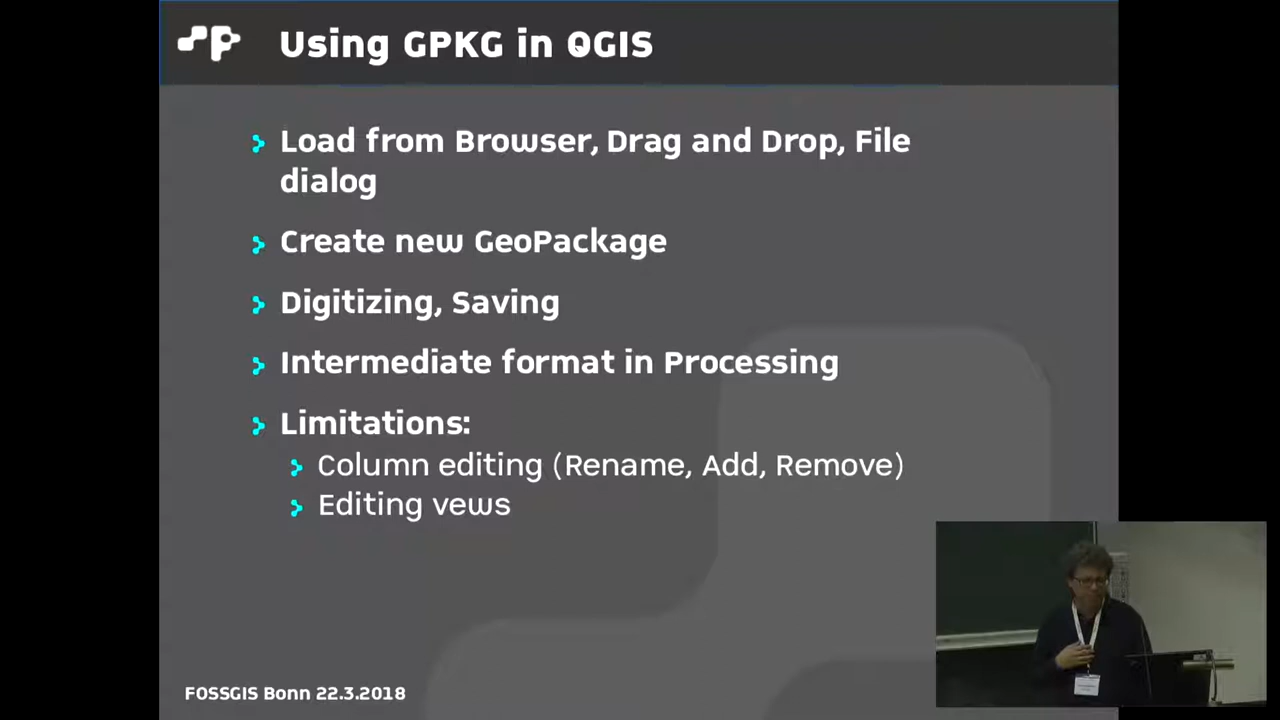 Using GPKG in QGIS
Load from Browser, Drag and Drop, File
dialog
Create new GeoPackage
Digitizing, Saving
Intermediate format in Processing
Limitations:
Column editing (Rename, Add, Remove)
Editing vews
FOSSGIS Bonn 22.3.2018